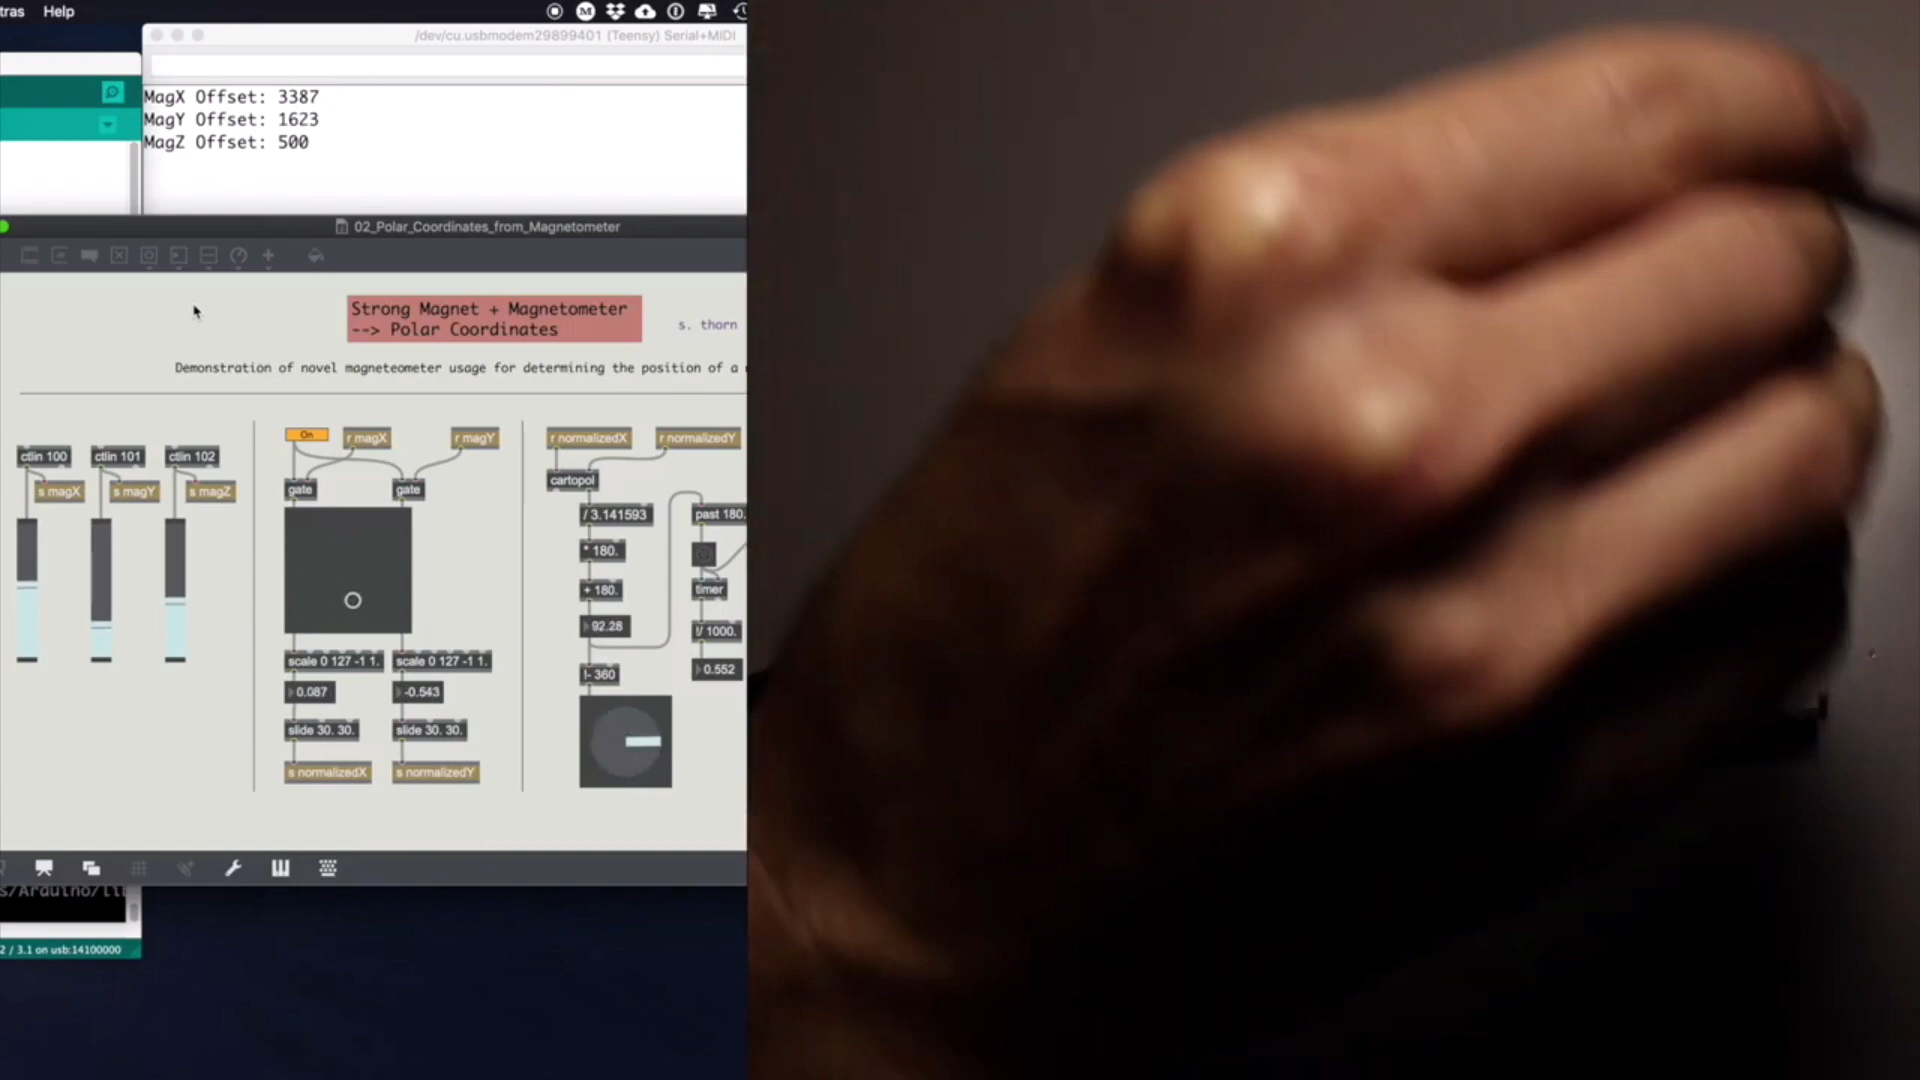 tras Help
/dev/cu.usbmodem29899401 (Teensy) Serial+MIDI
MagX Offset: 3387
MagY Offset: 1623
MagZ Offset: 500
02_Polar_Coordinates_from_Magnetometer
Strong Magnet + Magnetometer
--> Polar Coordinates
s. thorn
Demonstration of novel magneteometer usage for determining the position of a
On
r magX
r magY
r normalizedX
r normalizedY
ctlin 100
ctlin 101
ctlin 102
s magX
s magY
s magZ
gate
gate
cartopol
/ 3.141593
past 180.
* 180.
+ 180.
timer
92.28
!/ 1000.
scale 0 127 -1 1.
scale 0 127 -1 1.
!- 360
0.552
0.087
-0.543
slide 30. 30.
slide 30. 30.
s normalizedX
s normalizedY
s/Arduino/li
2 / 3.1 on usb:14100000